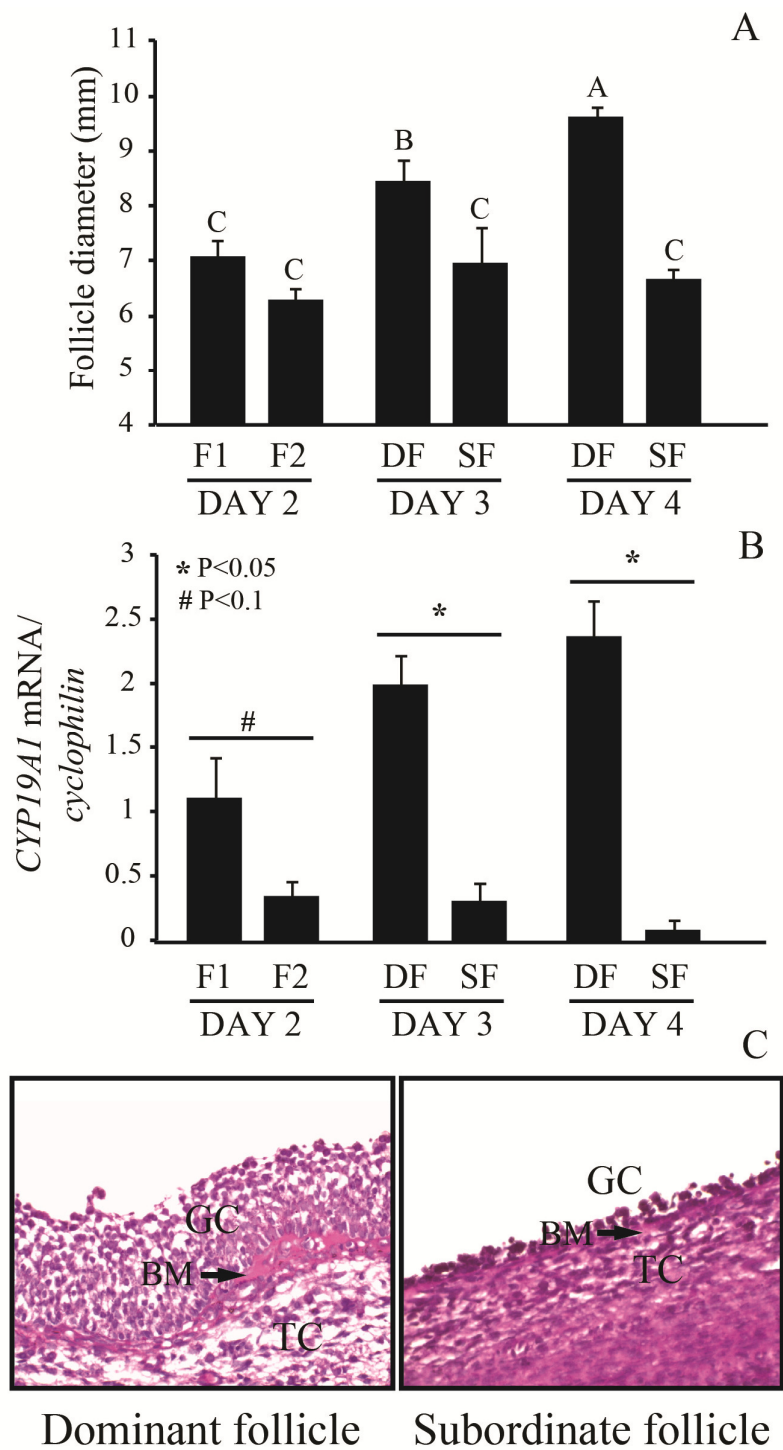 A
Follicle diameter (mm)
11
10
9
8
7
6
5
4
C
C
B
C
A
C
F1 F2 DF SF DF SF
DAY 2 DAY 3 DAY 4
B
CYP19A1 mRNA/
cyclophilin
3
2.5
2
1.5
1
0.5
0
* P<0.05
# P<0.1
#
*
*
F1 F2 DF SF DF SF
DAY 2 DAY 3 DAY 4
C
GC
BM
TC
GC
BM
TC
Dominant follicle
Subordinate follicle